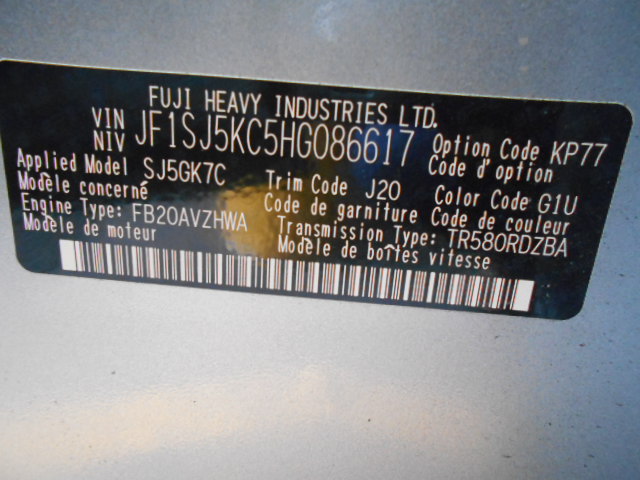 FUJI HEAVY INDUSTRIES LTD.
VIN NIV JF1SJ5KC5HG086617 Option Code KP77
Code d'option
Applied Model SJ5GK7C Trim Code J20 Color Code G1U
Modèle concerné Code de garniture Code de couleur
Engine Type: FB20AVZHWA Transmission Type: TR580RDZBA
Modèle de moteur Modèle de boîtes vitesse